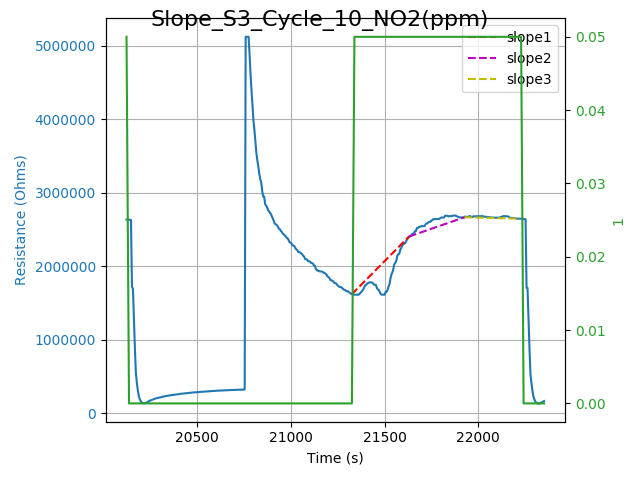 Slope_S3_Cycle_10_NO2(ppm)
slope1
slope2
slope3
5000000
4000000
3000000
2000000
1000000
0
Resistance (Ohms)
0.05
0.04
0.03
0.02
0.01
0.00
1
20500 21000 21500 22000
Time (s)